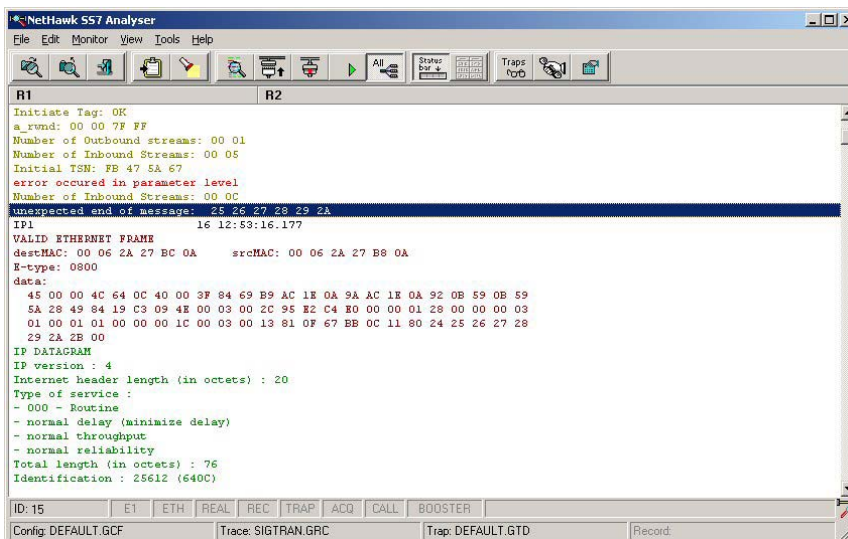 NetHawk SS7 Analyser
File Edit Monitor View Tools Help
All
Status bar
Traps
R1 R2
Initiate Tag: OK
a_rwnd: 00 00 7F FF
Number of Outbound streams: 00 01
Number of Inbound Streams: 00 05
Initial TSN: FB 47 5A 67
error occured in parameter level
Number of Inbound Streams: 00 0C
unexpected end of message: 25 26 27 28 29 2A
IP1 16 12:53:16.177
VALID ETHERNET FRAME
destMAC: 00 06 2A 27 BC 0A srcMAC: 00 06 2A 27 B8 0A
E-type: 0800
data:
45 00 00 4C 64 0C 40 00 3F 84 69 B9 AC 1E 0A 9A AC 1E 0A 92 0B 59 0B 59
5A 28 49 84 19 C3 09 4E 00 03 00 2C 95 E2 C4 E0 00 00 01 28 00 00 00 03
01 00 01 01 00 00 00 1C 00 03 00 13 81 0F 67 BB 0C 11 80 24 25 26 27 28
29 2A 2B 00
IP DATAGRAM
IP version : 4
Internet header length (in octets) : 20
Type of service :
- 000 - Routine
- normal delay (minimize delay)
- normal throughput
- normal reliability
Total length (in octets) : 76
Identification : 25612 (640C)
ID: 15 E1 ETH REAL REC TRAP ACQ CALL BOOSTER
Config: DEFAULT.GCF Trace: SIGTRAN.GRC Trap: DEFAULT.GTD Record: